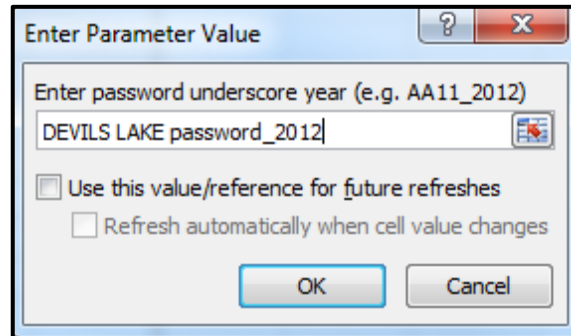 Enter Parameter Value
Enter password underscore year (e.g. AA11_2012)
DEVILS LAKE password_2012
Use this value/reference for future refreshes
Refresh automatically when cell value changes
OK Cancel